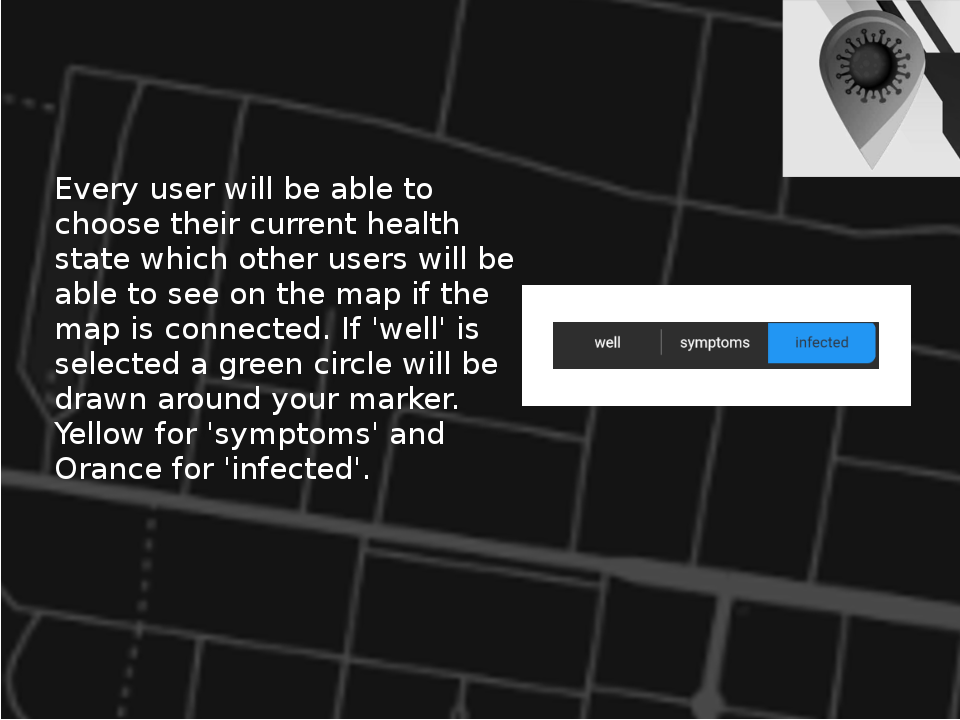 Every user will be able to
choose their current health
state which other users will be
able to see on the map if the
map is connected. If 'well' is
selected a green circle will be
drawn around your marker.
Yellow for 'symptoms' and
Orance for 'infected'.
well symptoms infected